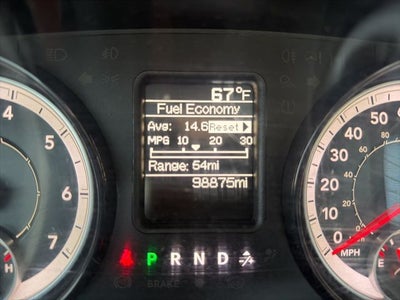 67°F
Fuel Economy
Avg: 14.6 Reset
MPG 10 20 30
Range: 54mi
98875mi
P R N D
BRAKE
4
5
6
7
H
50
40
30
20
10
0
MPH
E